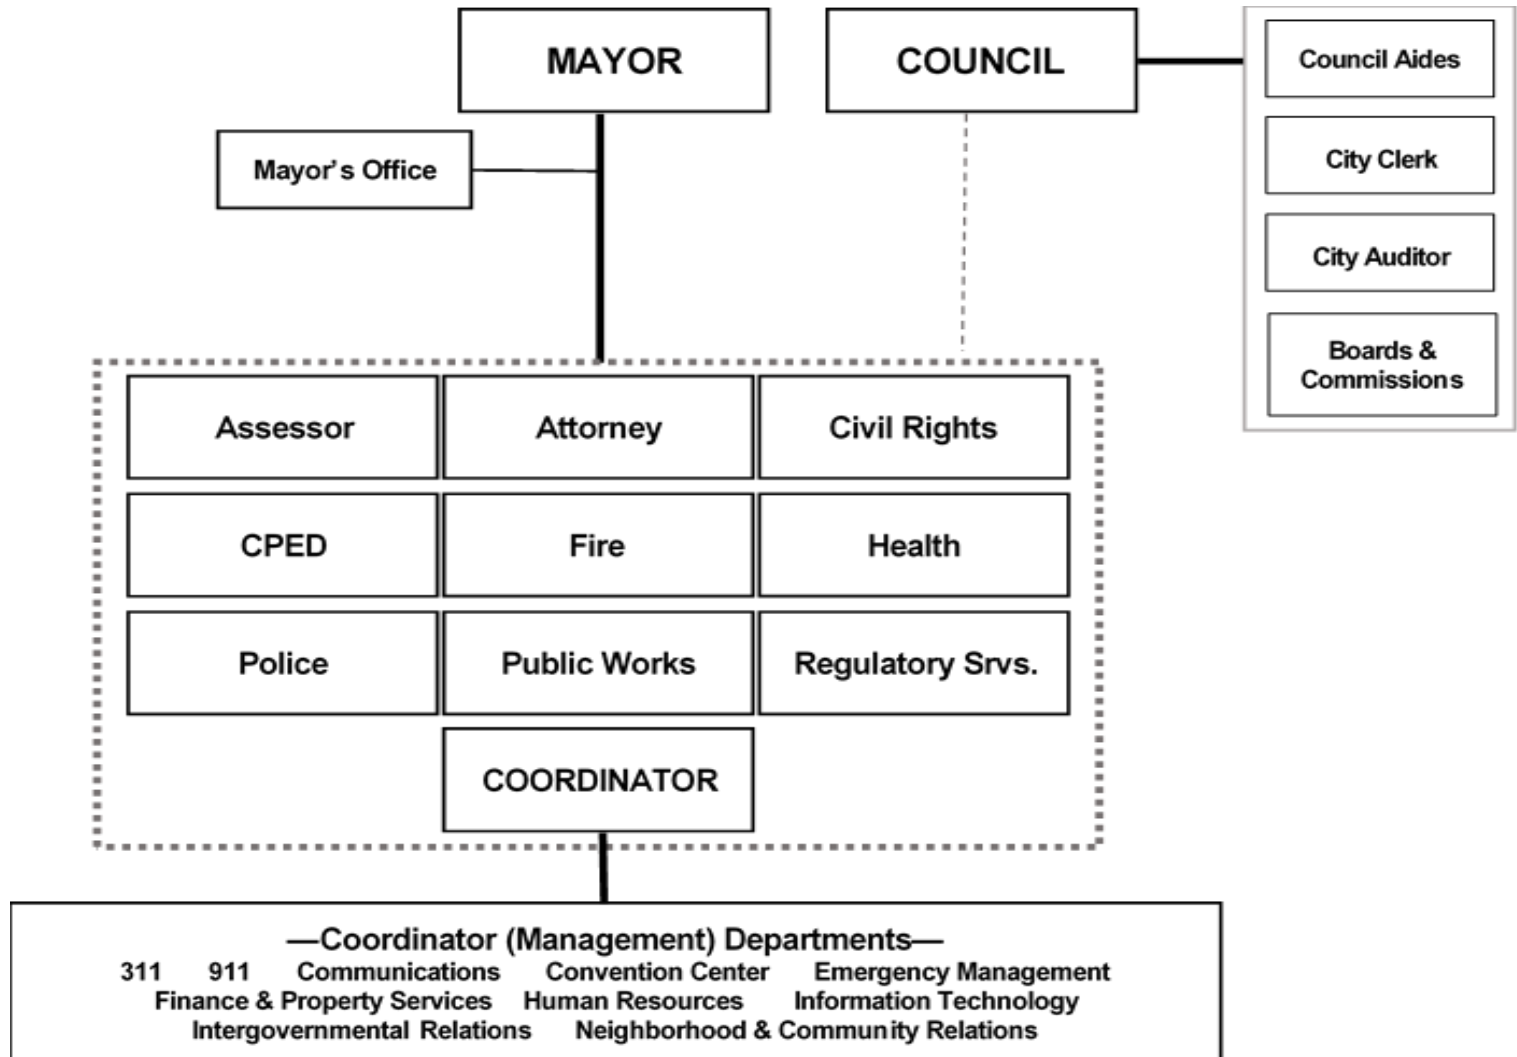 MAYOR
COUNCIL
Council Aides
City Clerk
City Auditor
Boards &
Commissions
Mayor's Office
Assessor
Attorney
Civil Rights
CPED
Fire
Health
Police
Public Works
Regulatory Srvs.
COORDINATOR
—Coordinator (Management) Departments—
311 911 Communications Convention Center Emergency Management
Finance & Property Services Human Resources Information Technology
Intergovernmental Relations Neighborhood & Community Relations